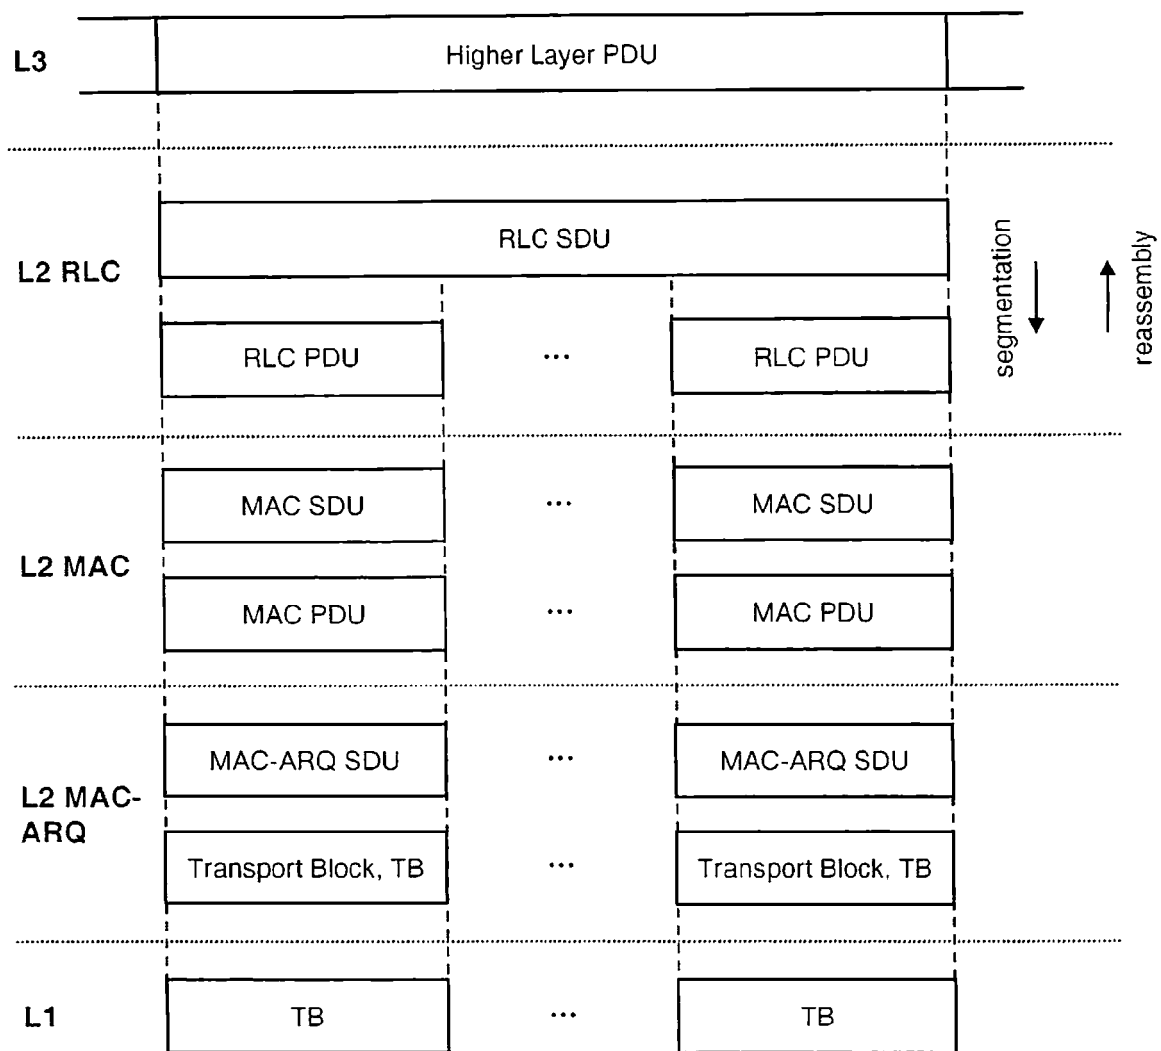 L3
Higher Layer PDU
L2 RLC
RLC SDU
segmentation
reassembly
RLC PDU
...
RLC PDU
L2 MAC
MAC SDU
...
MAC SDU
MAC PDU
...
MAC PDU
L2 MAC-
ARQ
MAC-ARQ SDU
...
MAC-ARQ SDU
Transport Block, TB
...
Transport Block, TB
L1
TB
...
TB